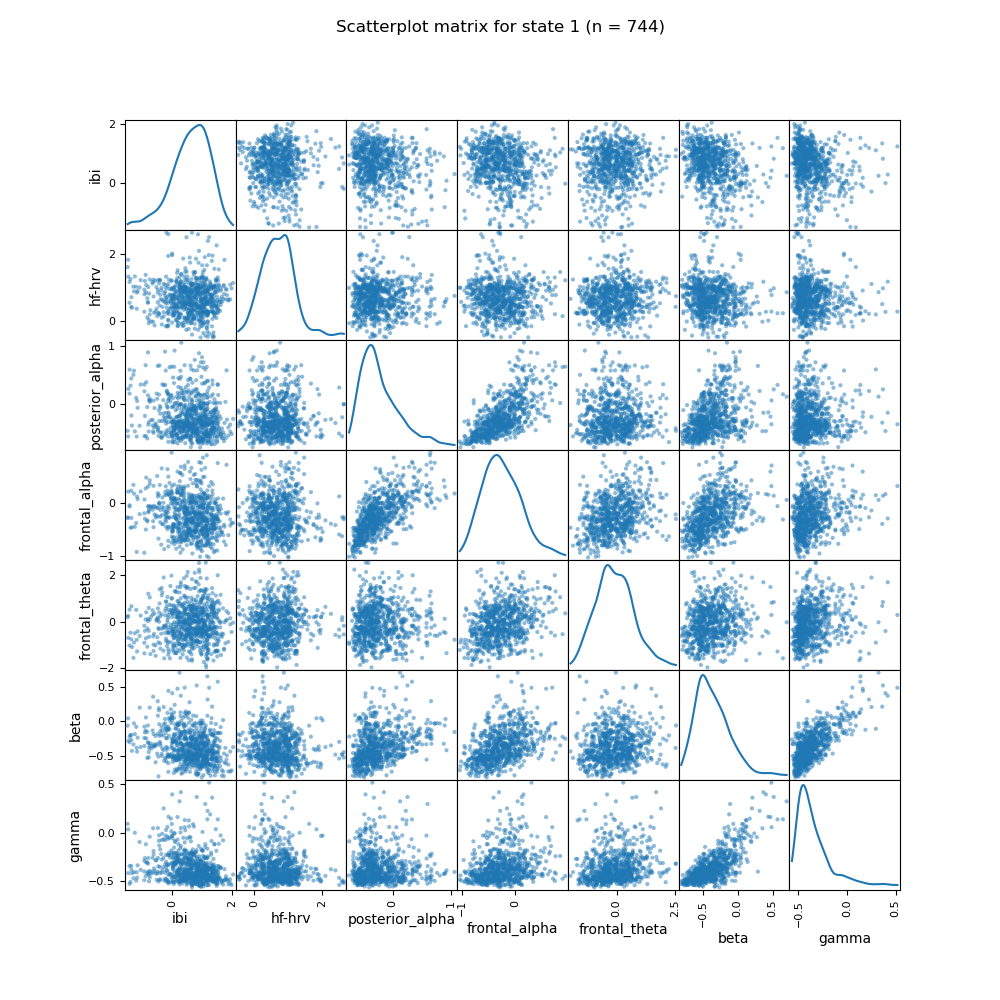 Scatterplot matrix for state 1 (n = 744)
2
0
ibi
2
0
hf-hrv
1
0
posterior_alpha
0
−1
frontal_alpha
2
0
−2
frontal_theta
0.5
0.0
−0.5
beta
0.5
0.0
−0.5
gamma
0 2 0 2 0 1 −1 0 0.0 2.5 −0.5 0.0 0.5 −0.5 0.0 0.5
ibi hf-hrv posterior_alpha frontal_alpha frontal_theta beta gamma